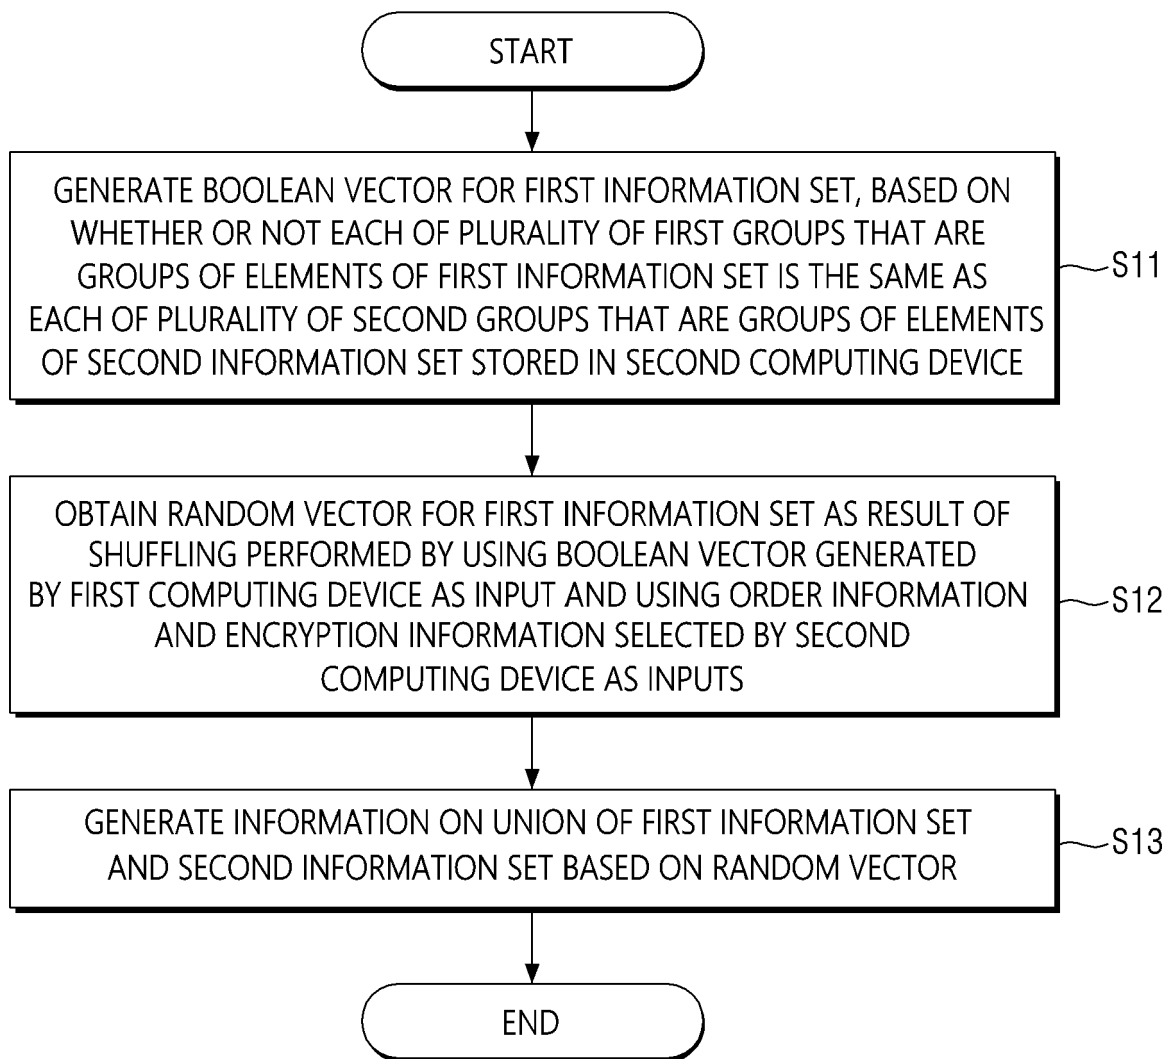 START
GENERATE BOOLEAN VECTOR FOR FIRST INFORMATION SET, BASED ON
WHETHER OR NOT EACH OF PLURALITY OF FIRST GROUPS THAT ARE
GROUPS OF ELEMENTS OF FIRST INFORMATION SET IS THE SAME AS
EACH OF PLURALITY OF SECOND GROUPS THAT ARE GROUPS OF ELEMENTS
OF SECOND INFORMATION SET STORED IN SECOND COMPUTING DEVICE
S11
OBTAIN RANDOM VECTOR FOR FIRST INFORMATION SET AS RESULT OF
SHUFFLING PERFORMED BY USING BOOLEAN VECTOR GENERATED
BY FIRST COMPUTING DEVICE AS INPUT AND USING ORDER INFORMATION
AND ENCRYPTION INFORMATION SELECTED BY SECOND
COMPUTING DEVICE AS INPUTS
S12
GENERATE INFORMATION ON UNION OF FIRST INFORMATION SET
AND SECOND INFORMATION SET BASED ON RANDOM VECTOR
S13
END